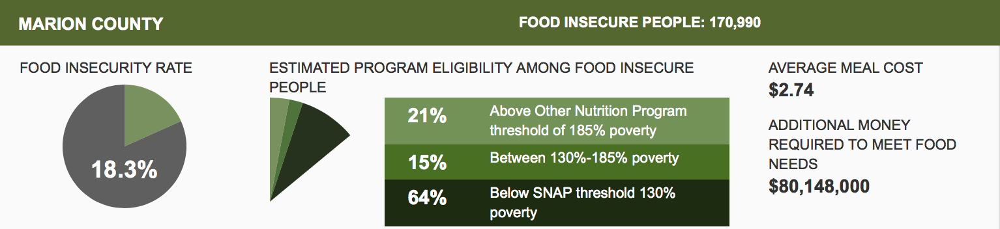 MARION COUNTY
FOOD INSECURE PEOPLE: 170,990
FOOD INSECURITY RATE
18.3%
ESTIMATED PROGRAM ELIGIBILITY AMONG FOOD INSECURE
PEOPLE
21%
Above Other Nutrition Program
threshold of 185% poverty
15%
Between 130%-185% poverty
64%
Below SNAP threshold 130%
poverty
AVERAGE MEAL COST
$2.74
ADDITIONAL MONEY
REQUIRED TO MEET FOOD
NEEDS
$80,148,000